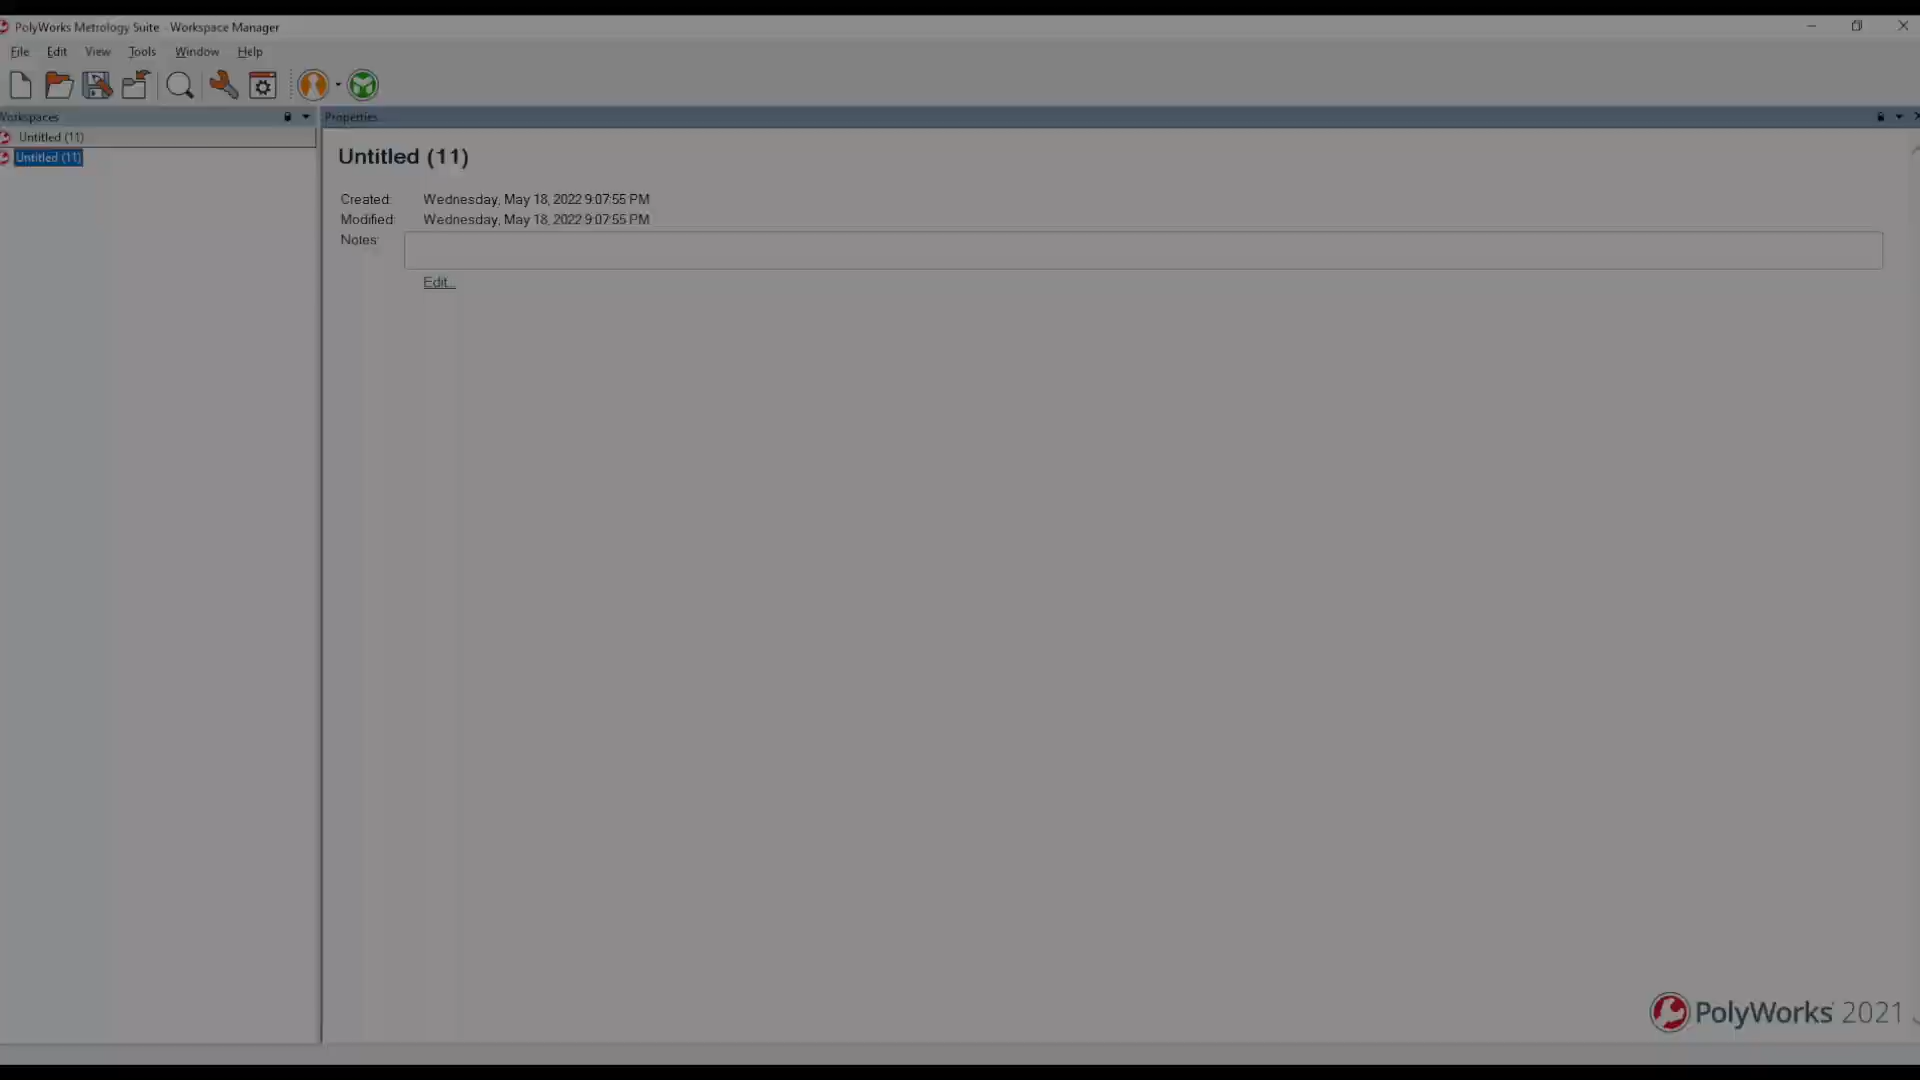 PolyWorks Metrology Suite - Workspace Manager
File Edit View Tools Window Help
Workspaces
Properties
Untitled (11)
Untitled (11)
Untitled (11)
Created: Wednesday, May 18, 2022 9:07:55 PM
Modified: Wednesday, May 18, 2022 9:07:55 PM
Notes:
Edit...
PolyWorks 2021